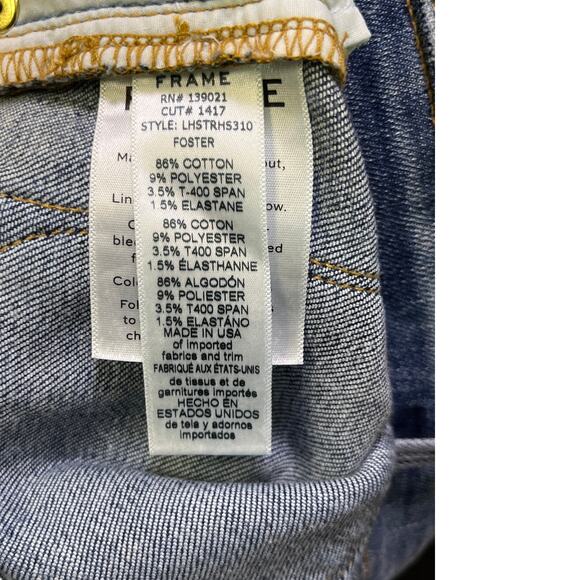 FRAME
RN# 139021
CUT# 1417
STYLE: LHSTRHS310
FOSTER
86% COTTON
9% POLYESTER
3.5% T-400 SPAN
1.5% ELASTANE
86% COTON
9% POLYESTER
3.5% T400 SPAN
1.5% ÉLASTHANNE
86% ALGODÓN
9% POLIESTER
3.5% T400 SPAN
1.5% ELASTÁNO
MADE IN USA
of imported
fabrics and trim
FABRIQUÉ AUX ÉTATS-UNIS
de tissus et de
garnitures importés
HECHO EN
ESTADOS UNIDOS
de tela y adornos
importados